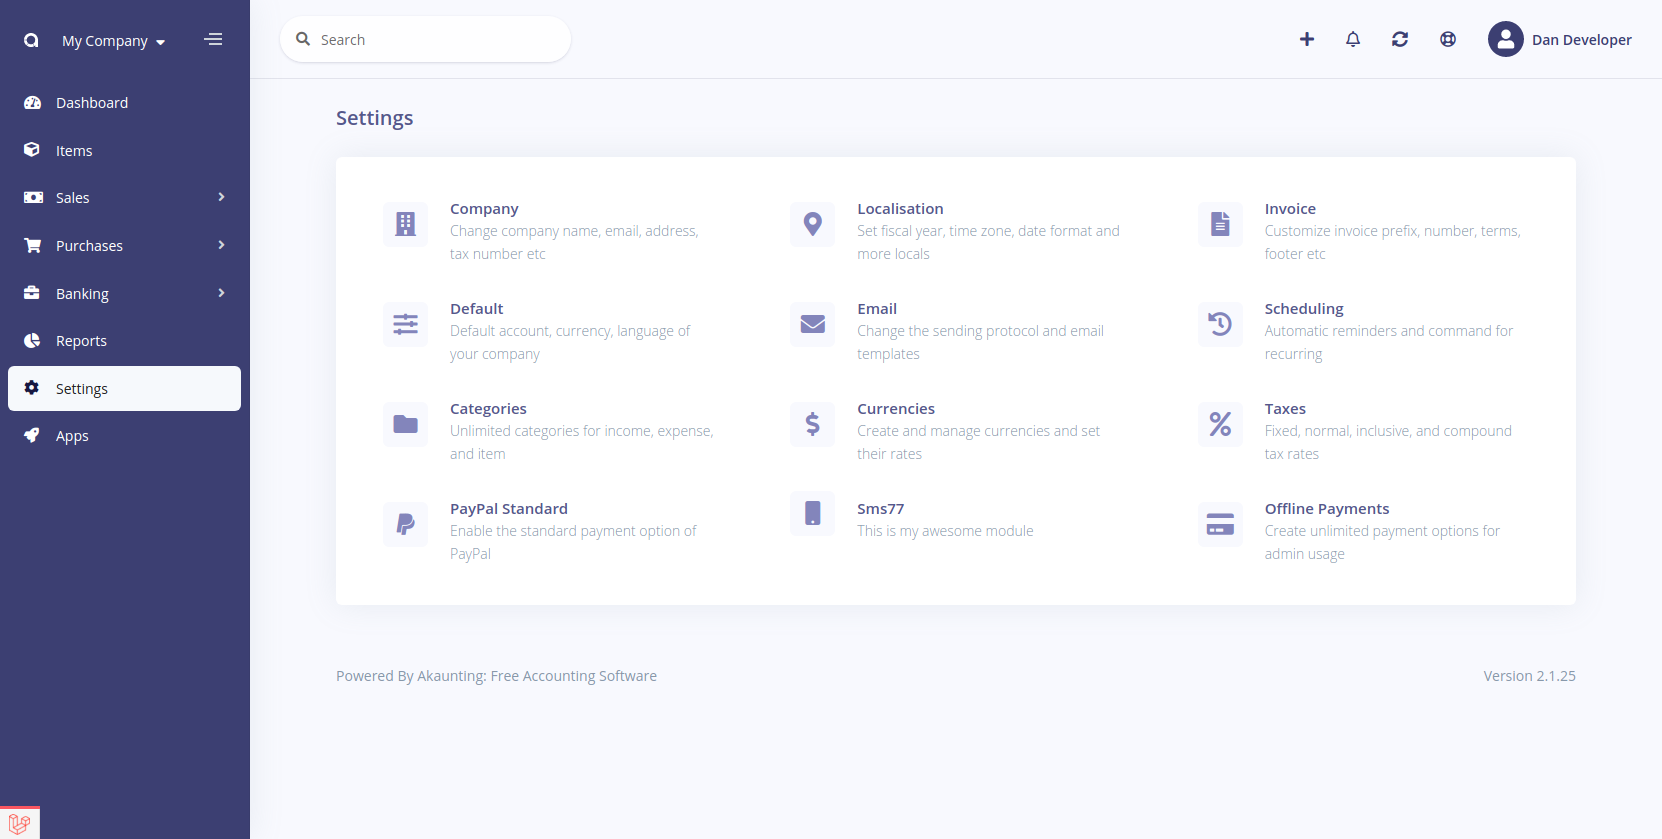 My Company
Search
Dan Developer
Dashboard
Items
Sales
Purchases
Banking
Reports
Settings
Apps
Settings
Company
Change company name, email, address,
tax number etc
Localisation
Set fiscal year, time zone, date format and
more locals
Invoice
Customize invoice prefix, number, terms,
footer etc
Default
Default account, currency, language of
your company
Email
Change the sending protocol and email
templates
Scheduling
Automatic reminders and command for
recurring
Categories
Unlimited categories for income, expense,
and item
Currencies
Create and manage currencies and set
their rates
Taxes
Fixed, normal, inclusive, and compound
tax rates
PayPal Standard
Enable the standard payment option of
PayPal
Sms77
This is my awesome module
Offline Payments
Create unlimited payment options for
admin usage
Powered By Akaunting: Free Accounting Software
Version 2.1.25